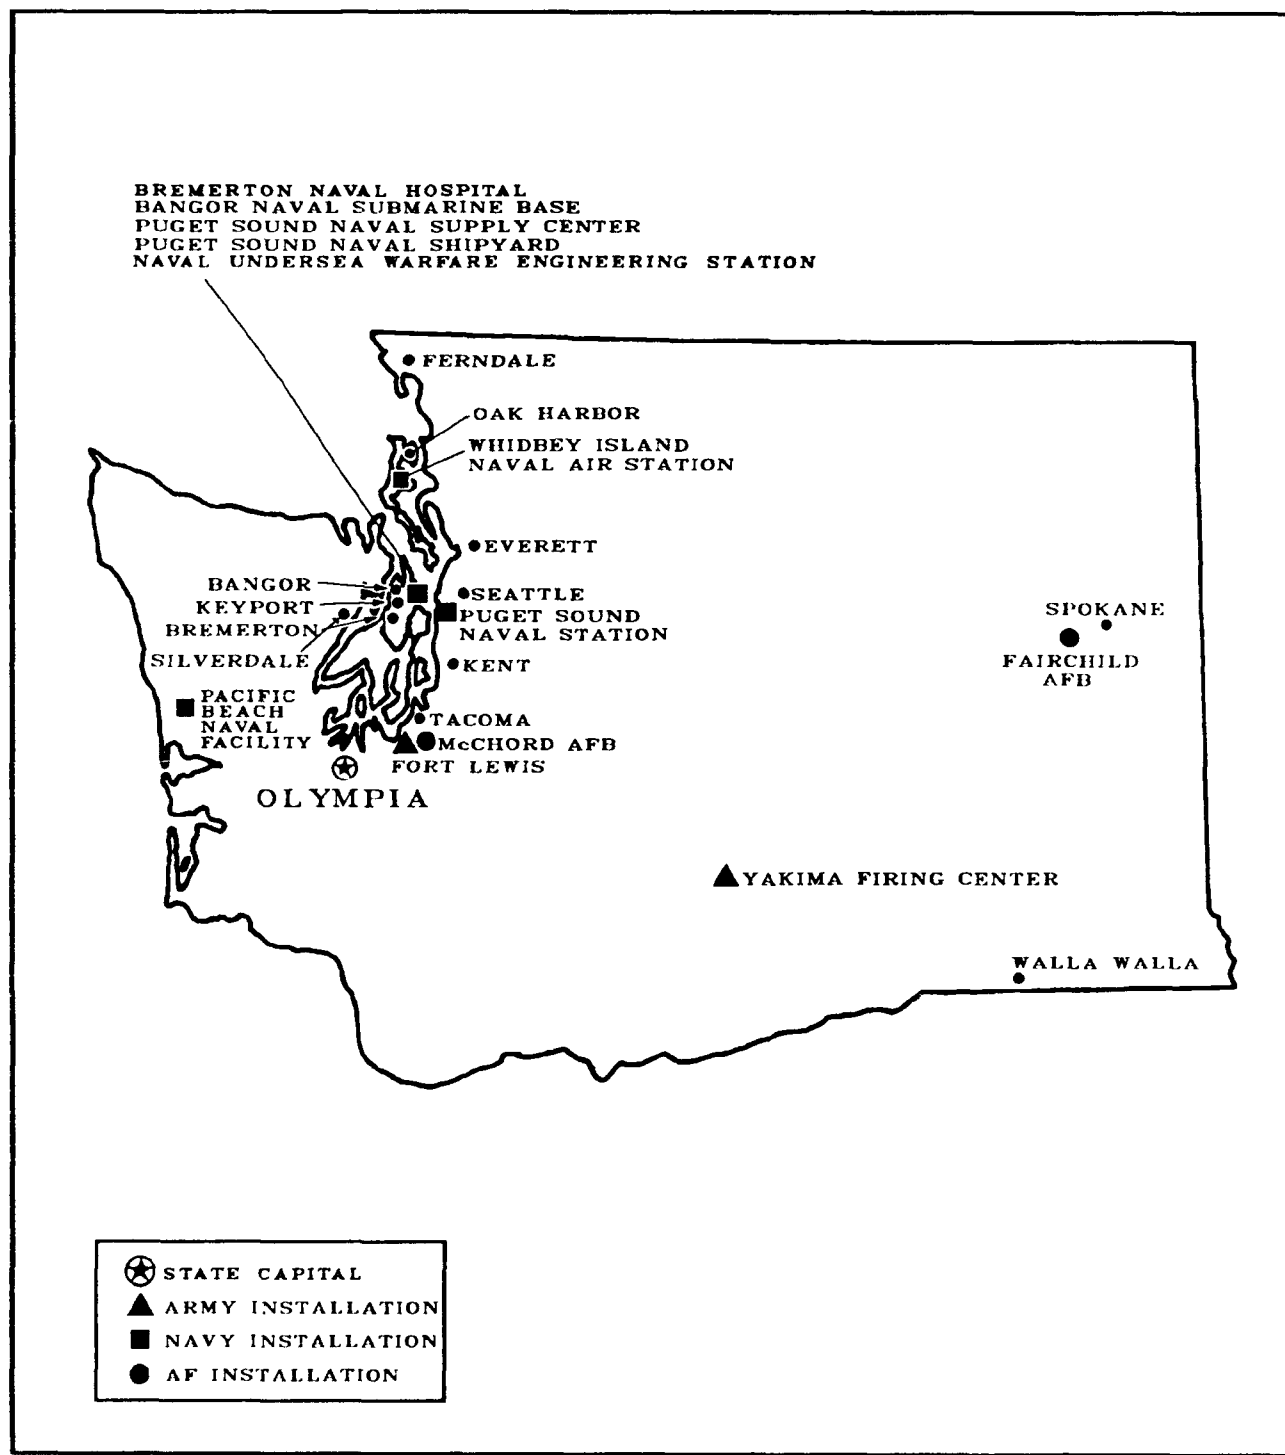 BREMERTON NAVAL HOSPITAL
BANGOR NAVAL SUBMARINE BASE
PUGET SOUND NAVAL SUPPLY CENTER
PUGET SOUND NAVAL SHIPYARD
NAVAL UNDERSEA WARFARE ENGINEERING STATION
FERNDALE
OAK HARBOR
WHIDBEY ISLAND
NAVAL AIR STATION
EVERETT
BANGOR
KEYPORT
BREMERTON
SILVERDALE
SEATTLE
PUGET SOUND
NAVAL STATION
KENT
SPOKANE
FAIRCHILD
AFB
PACIFIC
BEACH
NAVAL
FACILITY
TACOMA
McCHORD AFB
FORT LEWIS
OLYMPIA
YAKIMA FIRING CENTER
WALLA WALLA
STATE CAPITAL
ARMY INSTALLATION
NAVY INSTALLATION
AF INSTALLATION